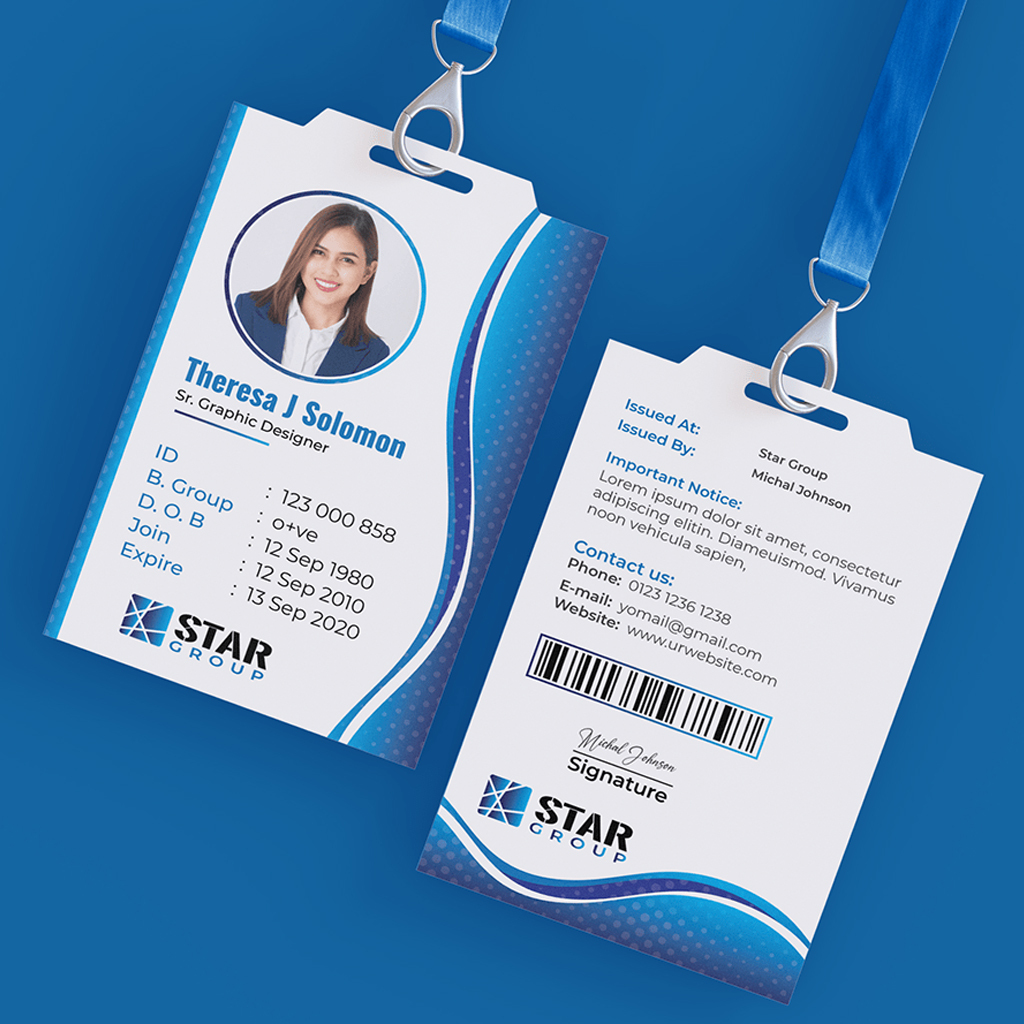 Theresa J Solomon
Sr. Graphic Designer
ID : 123 000 858
B. Group : o+ve
D. O. B : 12 Sep 1980
Join : 12 Sep 2010
Expire : 13 Sep 2020
STAR
GROUP
Issued At: Star Group
Issued By: Michal Johnson
Important Notice:
Lorem ipsum dolor sit amet, consectetur
adipiscing elitin. Diameuismod. Vivamus
noon vehicula sapien,
Contact us:
Phone: 0123 1236 1238
E-mail: yomail@gmail.com
Website: www.urwebsite.com
Michal Johnson
Signature
STAR
GROUP